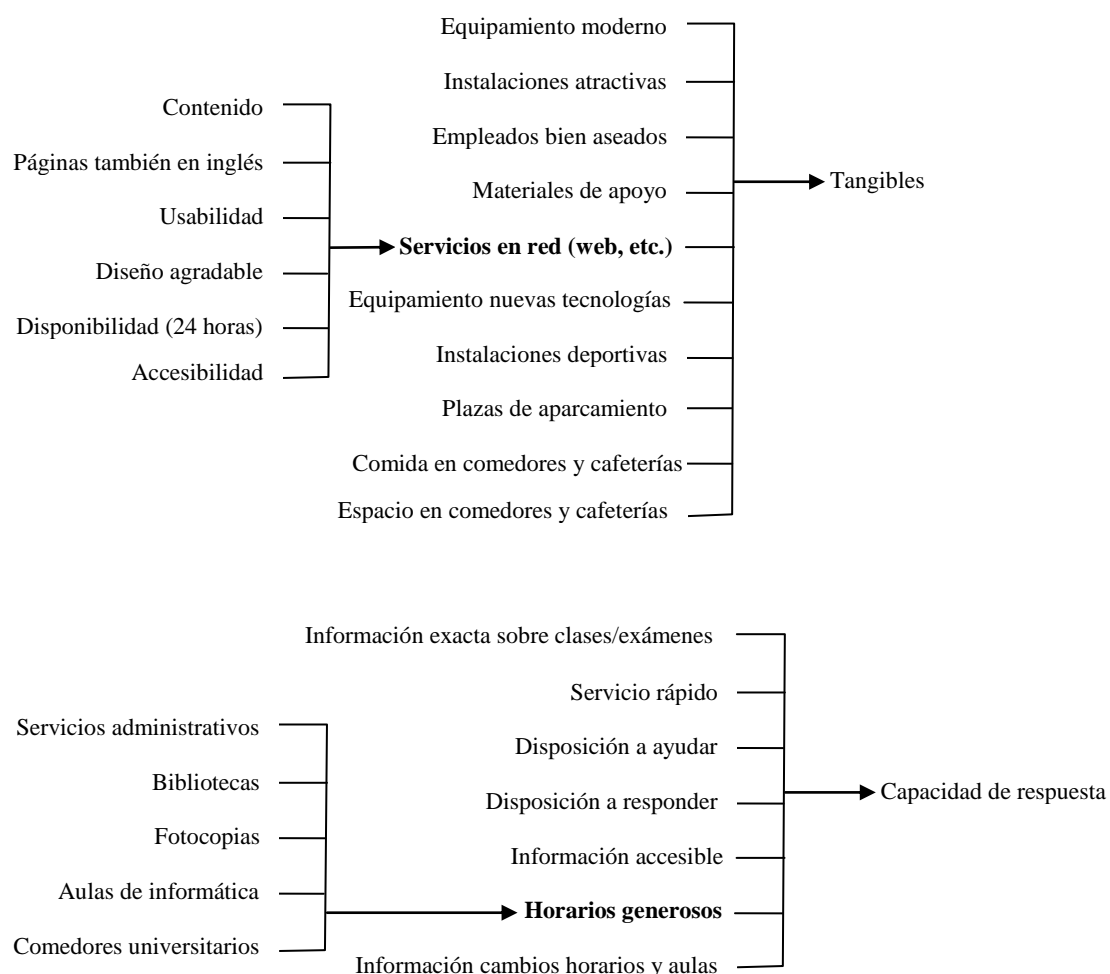 Equipamiento moderno
Instalaciones atractivas
Contenido
Empleados bien aseados
Páginas también en inglés
Materiales de apoyo
Tangibles
Usabilidad
Servicios en red (web, etc.)
Diseño agradable
Equipamiento nuevas tecnologías
Disponibilidad (24 horas)
Instalaciones deportivas
Accesibilidad
Plazas de aparcamiento
Comida en comedores y cafeterías
Espacio en comedores y cafeterías
Información exacta sobre clases/exámenes
Servicio rápido
Servicios administrativos
Disposición a ayudar
Bibliotecas
Disposición a responder
Capacidad de respuesta
Fotocopias
Información accesible
Aulas de informática
Horarios generosos
Comedores universitarios
Información cambios horarios y aulas